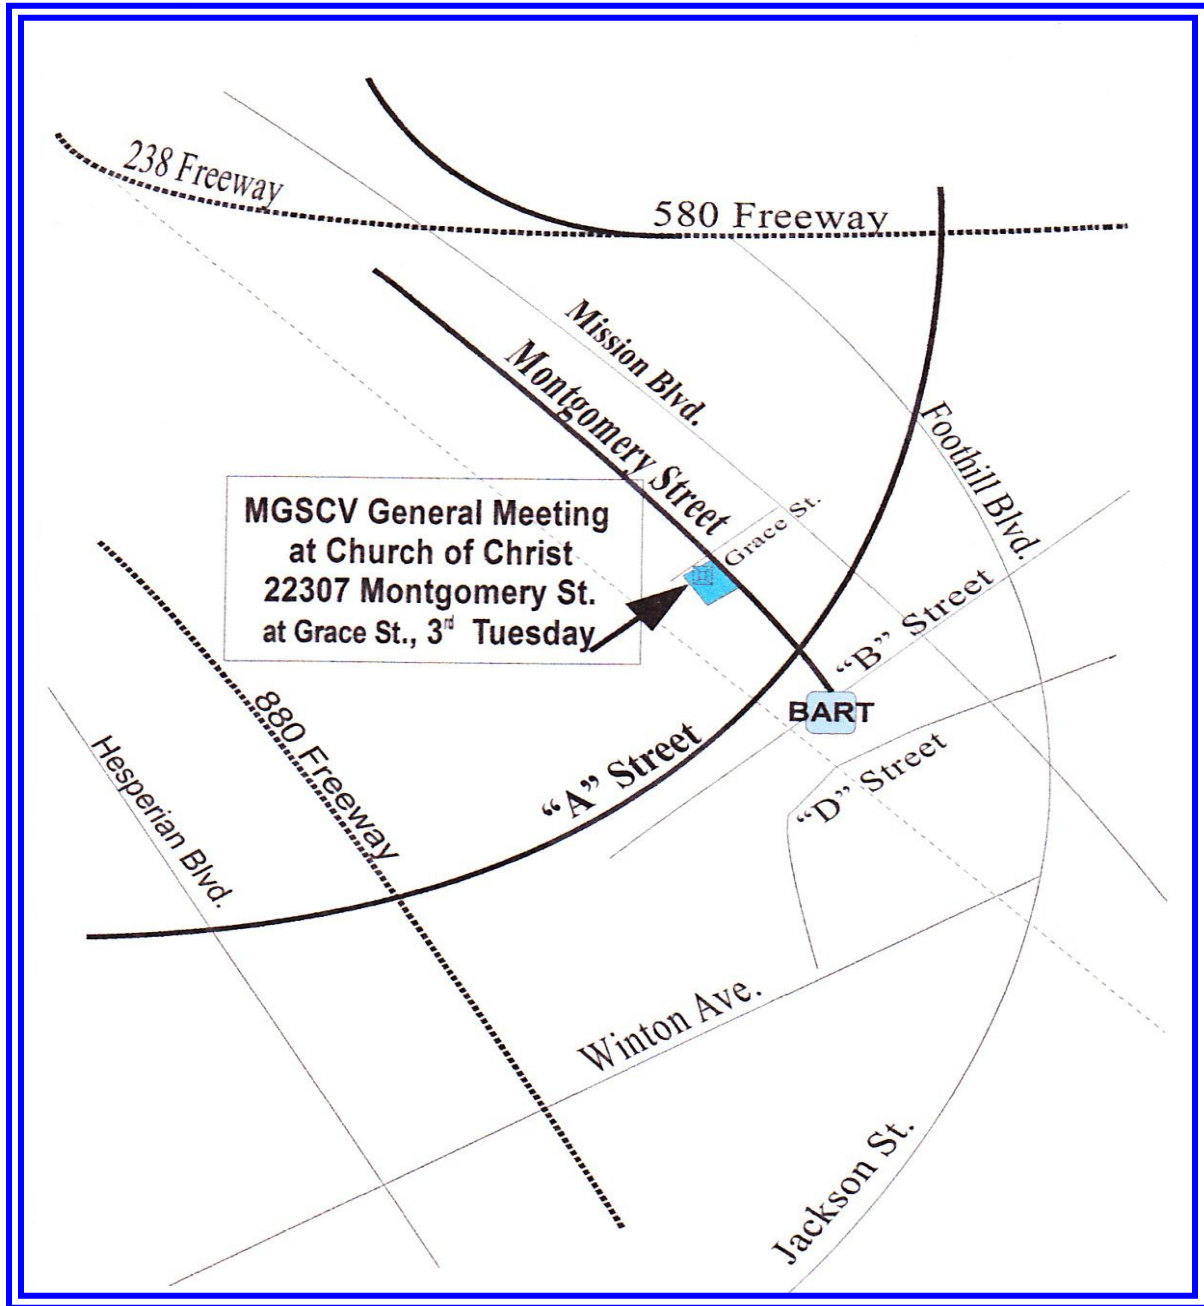 238 Freeway
580 Freeway
Mission Blvd.
Montgomery Street
Foothill Blvd.
Grace St.
MGSCV General Meeting
at Church of Christ
22307 Montgomery St.
at Grace St., 3rd Tuesday
"B" Street
BART
880 Freeway
"A" Street
Hesperian Blvd.
"D" Street
Winton Ave.
Jackson St.